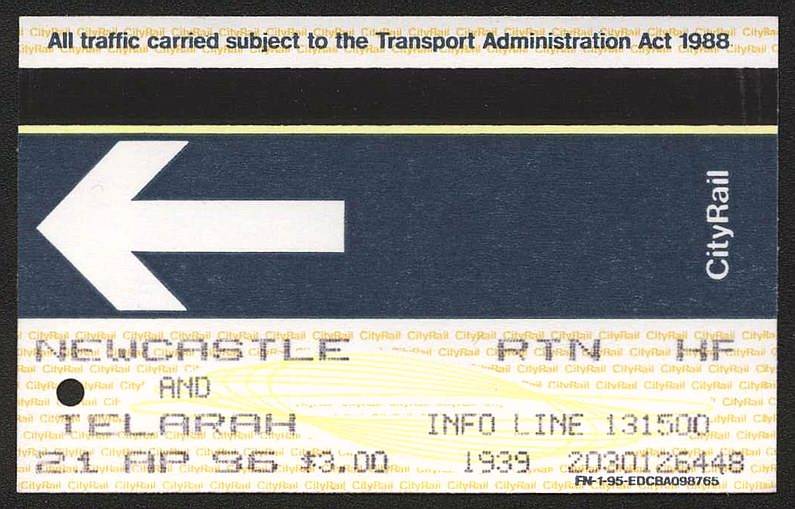 All traffic carried subject to the Transport Administration Act 1988
CityRail
NEWCASTLE RTN HF
AND
TELARAH INFO LINE 131500
21 AP 96 $3.00 1939 2030126448
FN-1-95-EDCBA098765